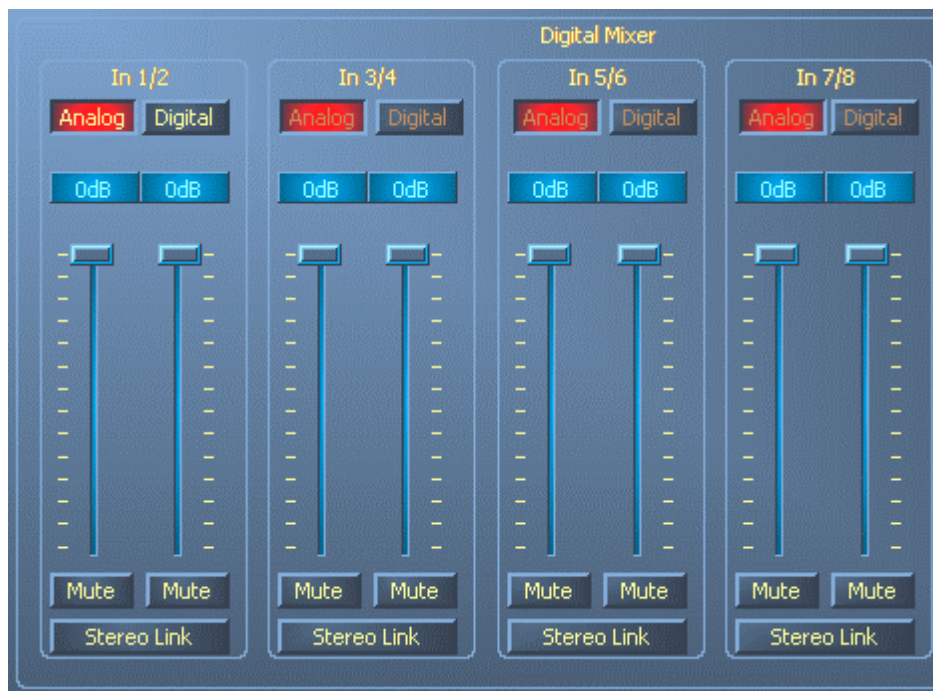 Digital Mixer
In 1/2 In 3/4 In 5/6 In 7/8
Analog Digital Analog Digital Analog Digital Analog Digital
0dB 0dB 0dB 0dB 0dB 0dB 0dB 0dB
Mute Mute Mute Mute Mute Mute Mute Mute
Stereo Link Stereo Link Stereo Link Stereo Link